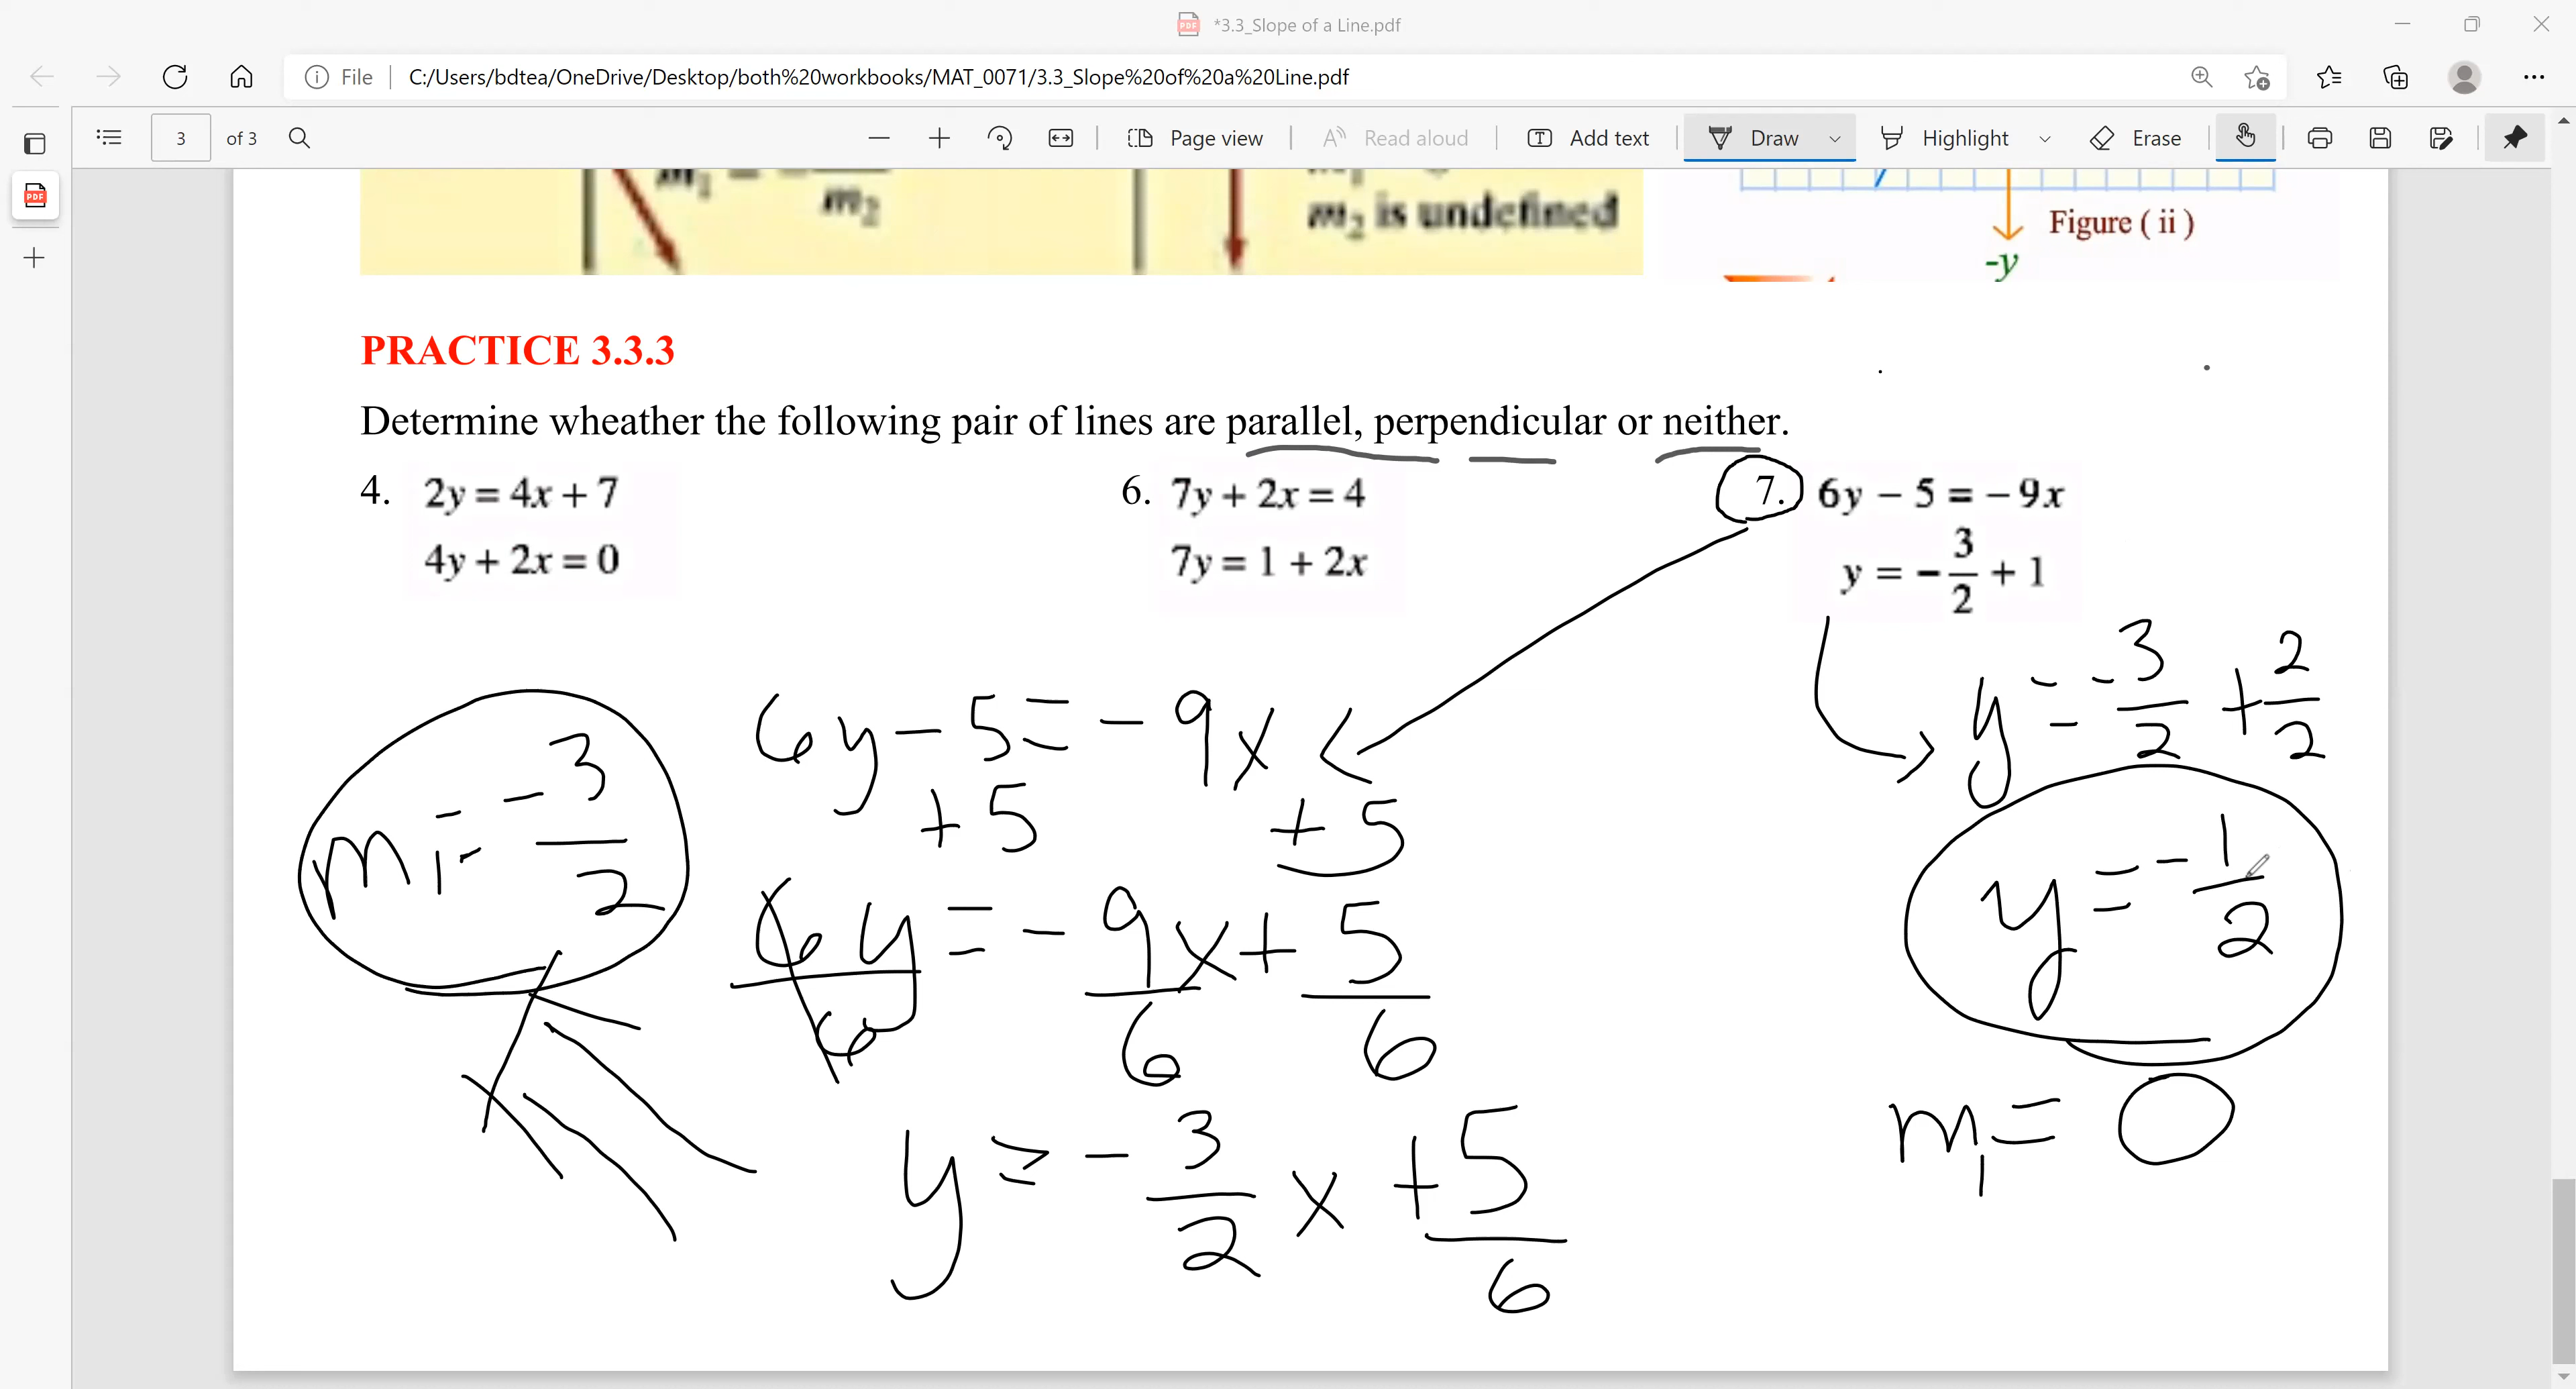 *3.3_Slope of a Line.pdf
File | C:/Users/bdtea/OneDrive/Desktop/both%20workbooks/MAT_0071/3.3_Slope%20of%20a%20Line.pdf
3 of 3 Page view Read aloud Add text Draw Highlight Erase
m₁ = -
m₂
m₂ is undefined
Figure ( ii )
-y
PRACTICE 3.3.3
Determine wheather the following pair of lines are parallel, perpendicular or neither.
4. 2y = 4x + 7
4y + 2x = 0
6. 7y + 2x = 4
7y = 1 + 2x
7. 6y − 5 = − 9x
y = − 3/2 + 1
6y − 5 = − 9x
+ 5 + 5
6y/6 = − 9x/6 + 5/6
y = − 3/2 x + 5/6
m₁ = − 3/2
y = − 3/2 + 2/2
y = − 1/2
m₁ = 0